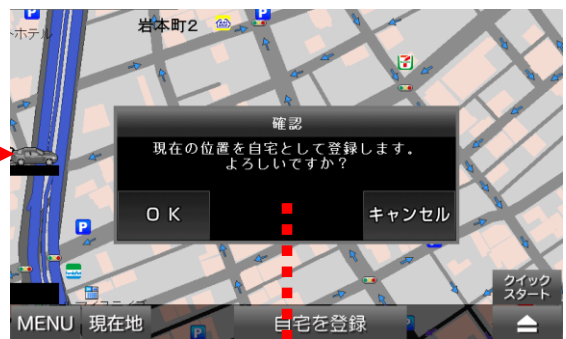 P
P
ホテル
岩本町2
7
確認
現在の位置を自宅として登録します。
よろしいですか？
OK
キャンセル
P
クイック
スタート
MENU
現在地
P
自宅を登録